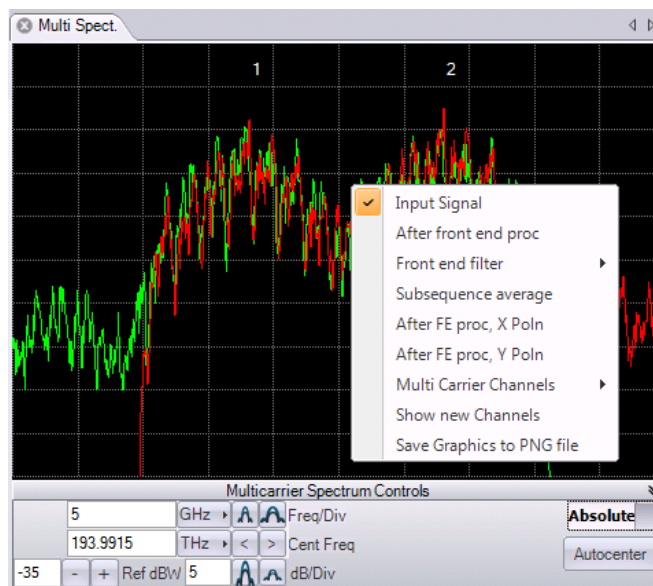 Multi Spect.
1 2
Input Signal
After front end proc
Front end filter
Subsequence average
After FE proc, X Poln
After FE proc, Y Poln
Multi Carrier Channels
Show new Channels
Save Graphics to PNG file
Multicarrier Spectrum Controls
5 GHz Freq/Div Absolute
193.9915 THz < > Cent Freq
Autocenter
-35 - + Ref dBW 5 dB/Div